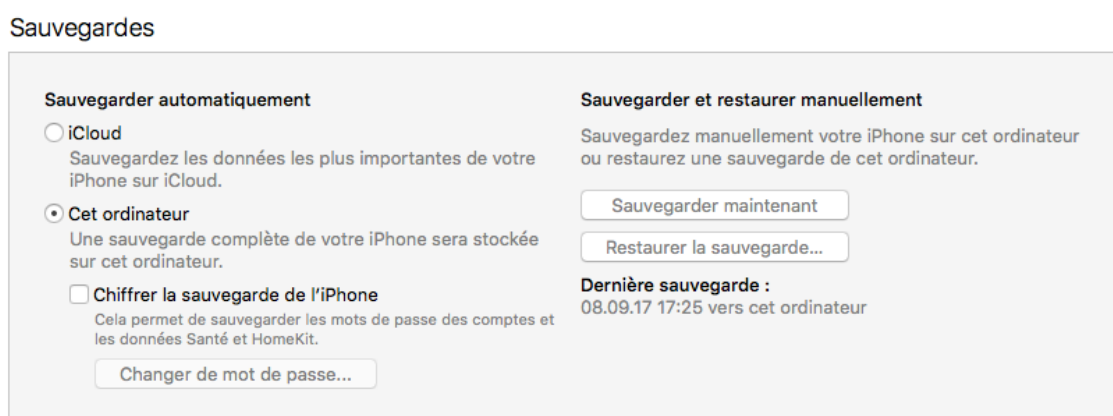 Sauvegardes
Sauvegarder automatiquement
iCloud
Sauvegardez les données les plus importantes de votre
iPhone sur iCloud.
Cet ordinateur
Une sauvegarde complète de votre iPhone sera stockée
sur cet ordinateur.
Chiffrer la sauvegarde de l’iPhone
Cela permet de sauvegarder les mots de passe des comptes et
les données Santé et HomeKit.
Changer de mot de passe...
Sauvegarder et restaurer manuellement
Sauvegardez manuellement votre iPhone sur cet ordinateur
ou restaurez une sauvegarde de cet ordinateur.
Sauvegarder maintenant
Restaurer la sauvegarde...
Dernière sauvegarde :
08.09.17 17:25 vers cet ordinateur